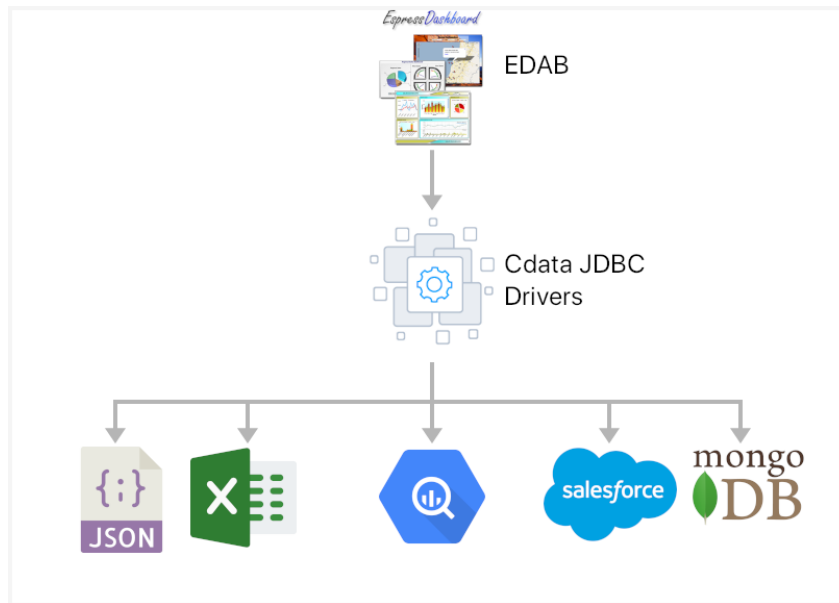 EspressDashboard
EDAB
Cdata JDBC
Drivers
{;}
JSON
X
salesforce
mongo
DB